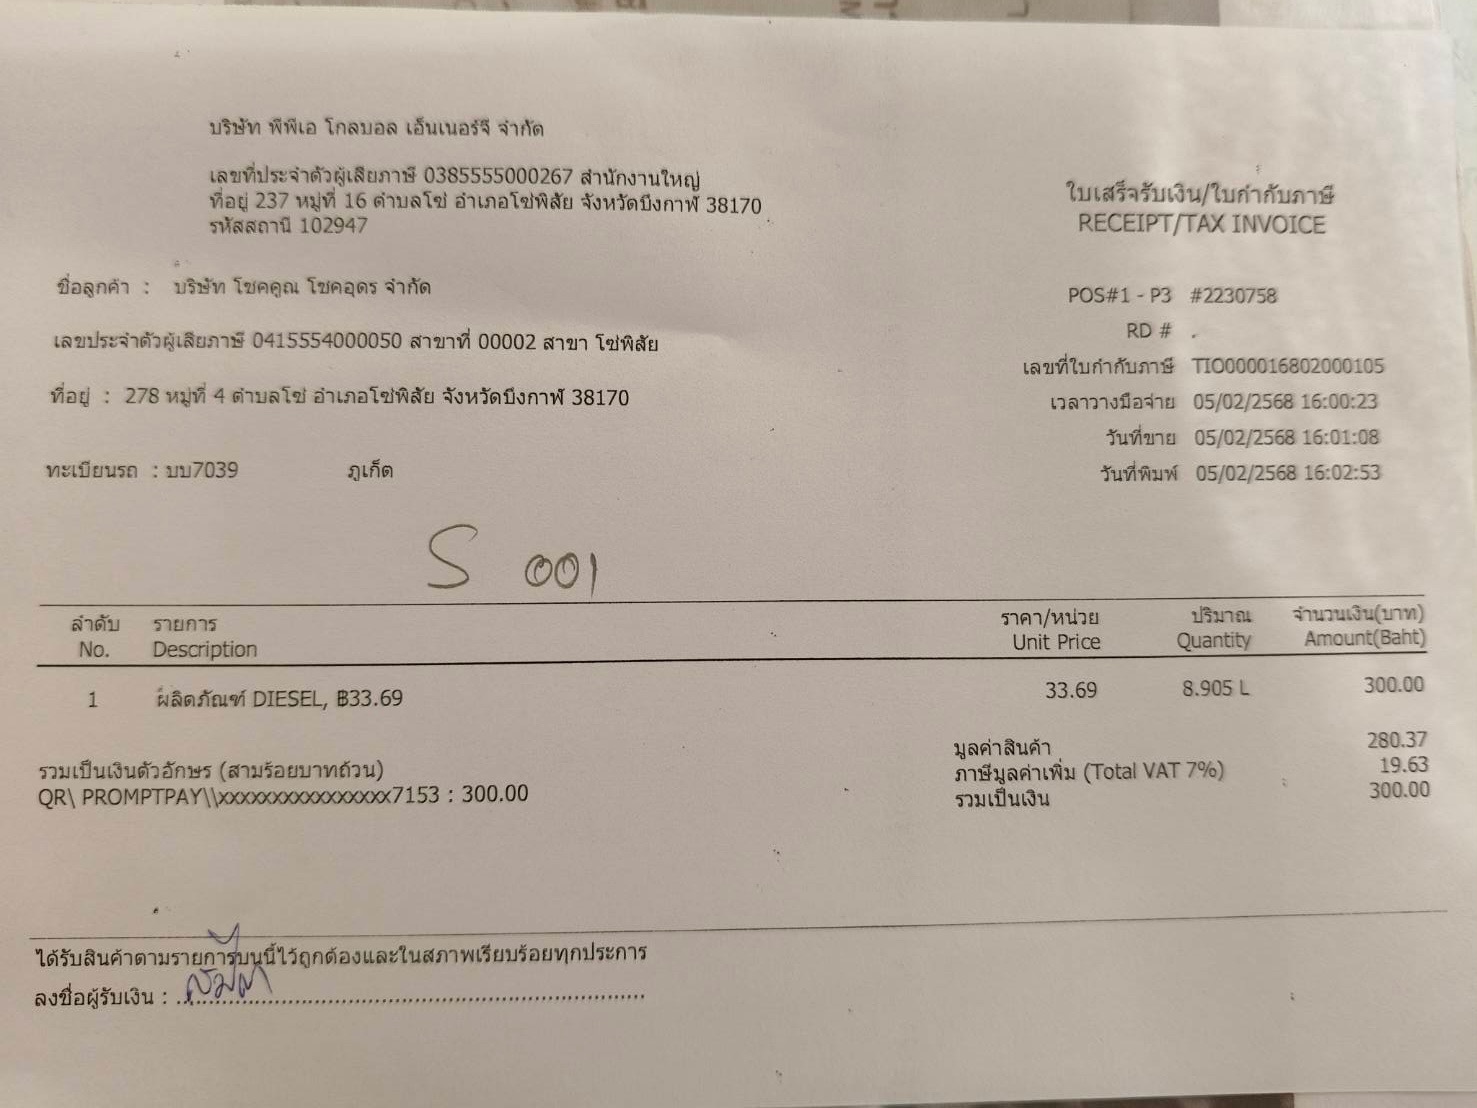 บริษัท พีพีเอ โกลบอล เอ็นเนอร์จี จำกัด
เลขที่ประจำตัวผู้เสียภาษี 0385555000267 สำนักงานใหญ่
ที่อยู่ 237 หมู่ที่ 16 ตำบลโซ่ อำเภอโซ่พิสัย จังหวัดบึงกาฬ 38170
รหัสสถานี 102947
ใบเสร็จรับเงิน/ใบกำกับภาษี
RECEIPT/TAX INVOICE
ชื่อลูกค้า : บริษัท โชคคูณ โชคอุดร จำกัด
เลขประจำตัวผู้เสียภาษี 0415554000050 สาขาที่ 00002 สาขา โซ่พิสัย
ที่อยู่ : 278 หมู่ที่ 4 ตำบลโซ่ อำเภอโซ่พิสัย จังหวัดบึงกาฬ 38170
ทะเบียนรถ : บบ7039 ภูเก็ต
POS#1 - P3 #2230758
RD # .
เลขที่ใบกำกับภาษี TIO000016802000105
เวลาวางมือจ่าย 05/02/2568 16:00:23
วันที่ขาย 05/02/2568 16:01:08
วันที่พิมพ์ 05/02/2568 16:02:53
S 001
ลำดับ รายการ ราคา/หน่วย ปริมาณ จำนวนเงิน(บาท)
No. Description Unit Price Quantity Amount(Baht)
1 ผลิตภัณฑ์ DIESEL, ฿33.69 33.69 8.905 L 300.00
มูลค่าสินค้า 280.37
รวมเป็นเงินตัวอักษร (สามร้อยบาทถ้วน) ภาษีมูลค่าเพิ่ม (Total VAT 7%) 19.63
QR\ PROMPTPAY\\xxxxxxxxxxxxxxxx7153 : 300.00 รวมเป็นเงิน 300.00
ได้รับสินค้าตามรายการบนนี้ไว้ถูกต้องและในสภาพเรียบร้อยทุกประการ
ลงชื่อผู้รับเงิน :